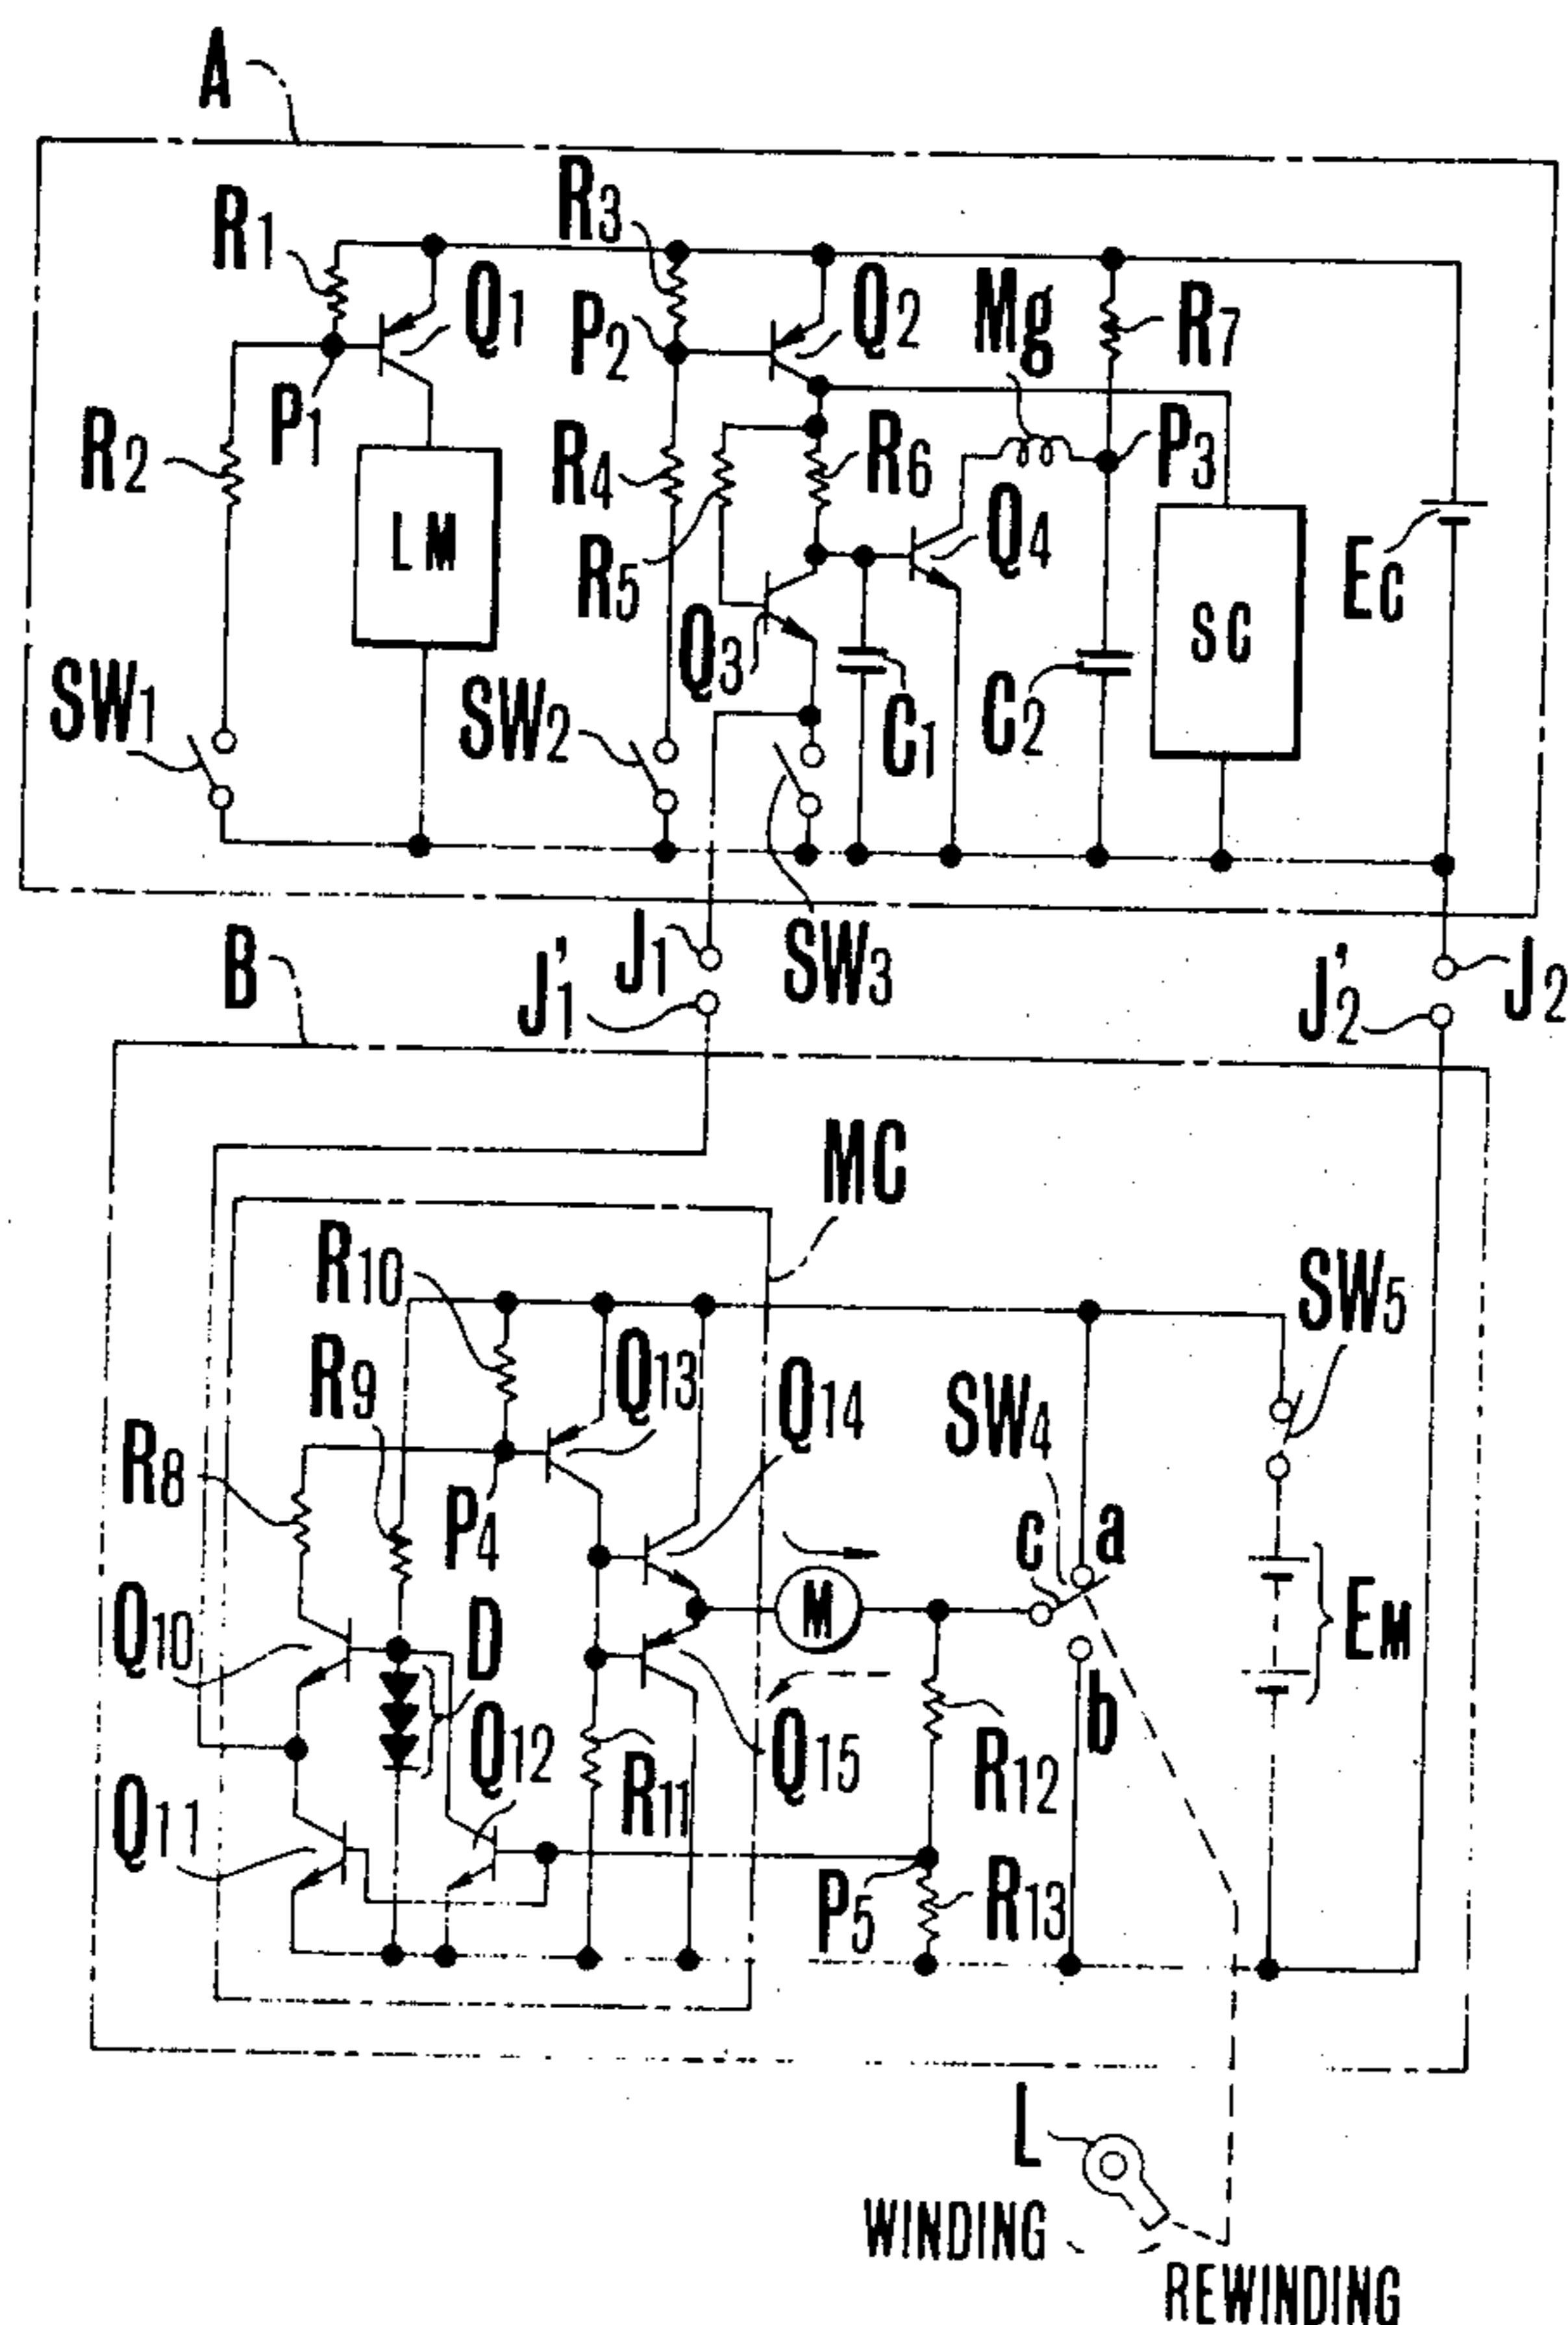 A
R1
R3
Q1
P2
Q2
Mg
R7
P1
R2
R4
R6
P3
LM
R5
Q4
EC
SC
Q3
SW1
SW2
C1
C2
B
J1
J'1
SW3
J'2
J2
MC
R10
SW5
R9
Q13
Q14
SW4
R8
P4
c
a
M
EM
Q10
D
Q12
b
R11
Q15
R12
Q11
P5
R13
L
WINDING
REWINDING